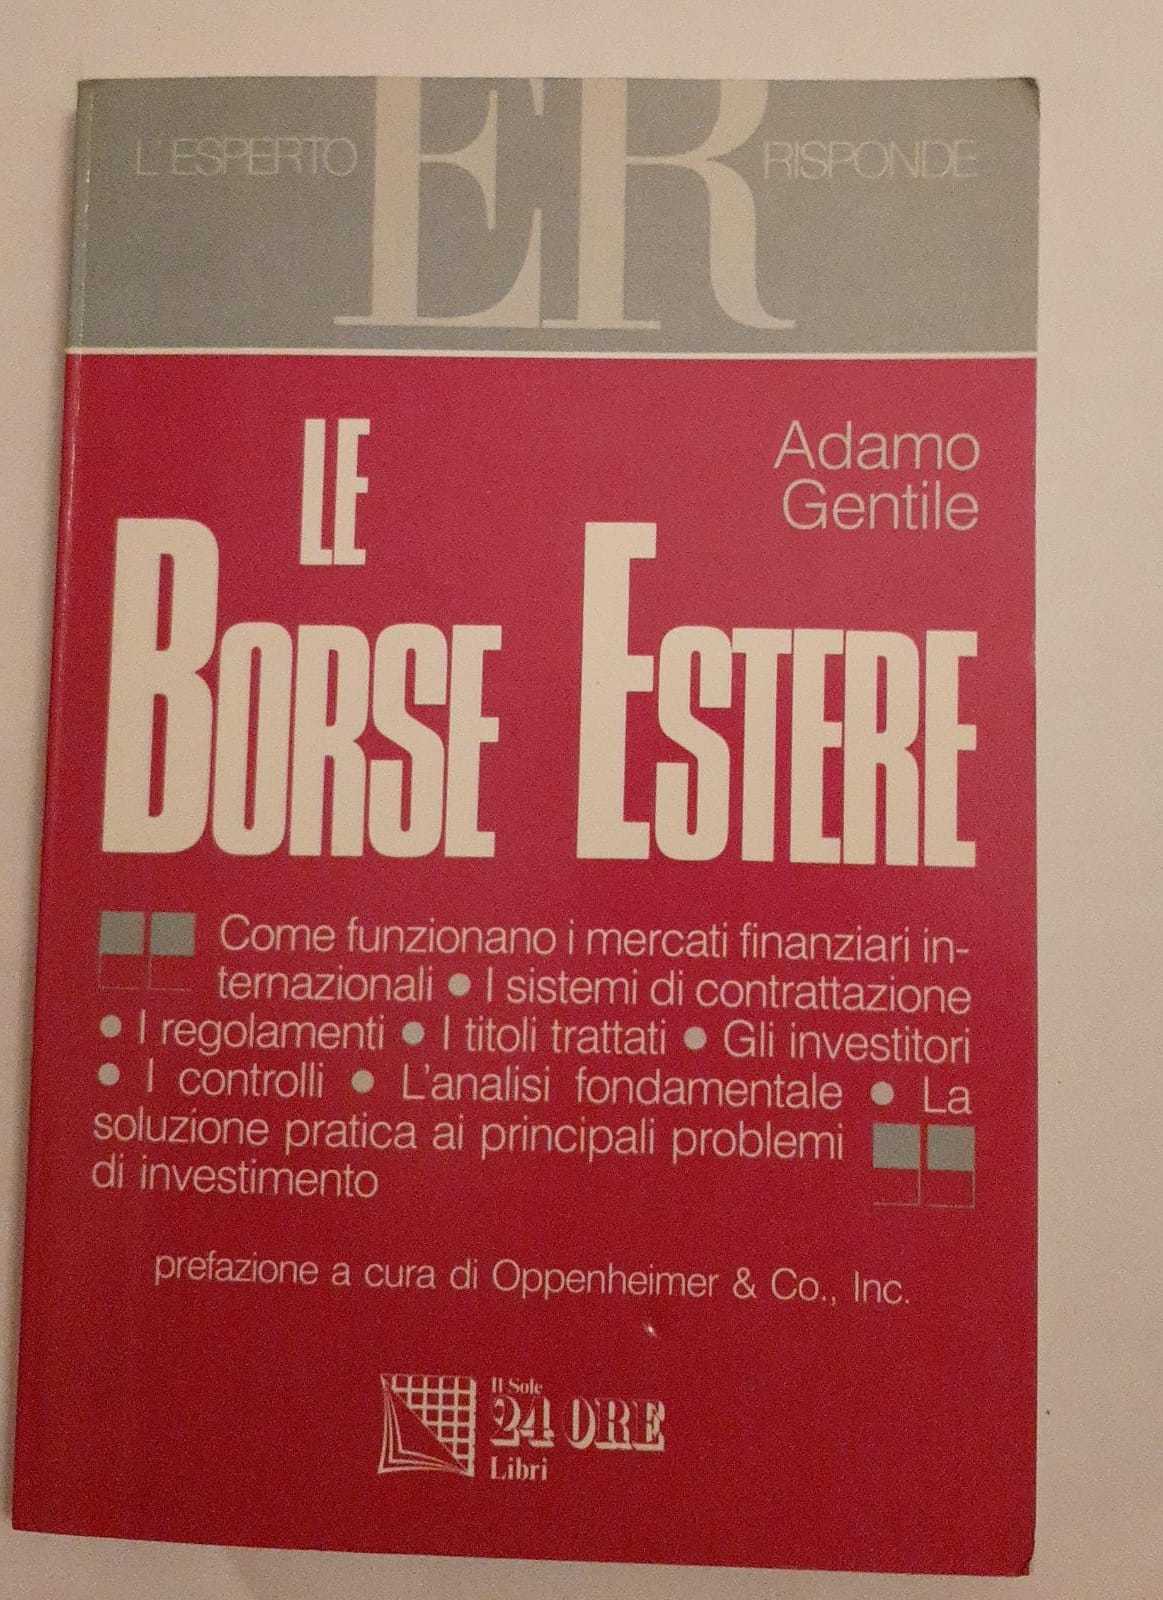 L'ESPERTO ER RISPONDE
Adamo
Gentile
LE
BORSE ESTERE
Come funzionano i mercati finanziari in-
ternazionali • I sistemi di contrattazione
• I regolamenti • I titoli trattati • Gli investitori
• I controlli • L'analisi fondamentale • La
soluzione pratica ai principali problemi
di investimento
prefazione a cura di Oppenheimer & Co., Inc.
Il Sole
24 ORE
Libri